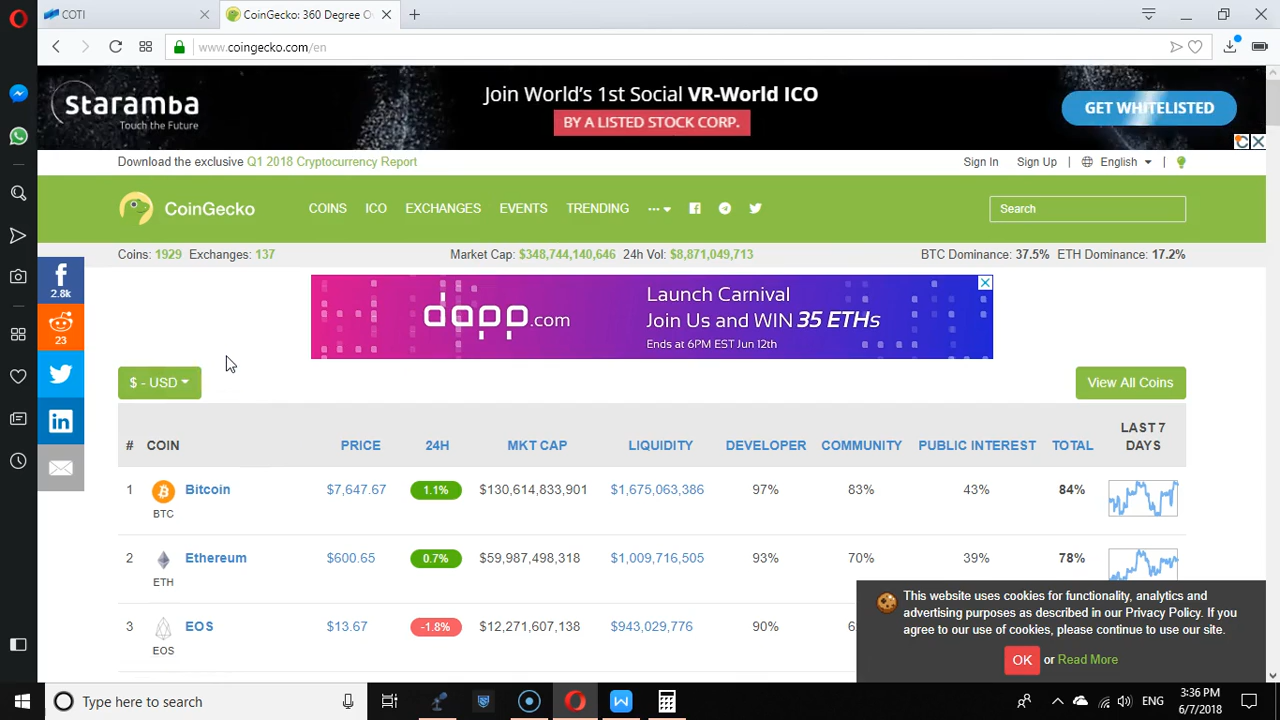 COTI
CoinGecko: 360 Degree O
www.coingecko.com/en
Staramba
Touch the Future
Join World's 1st Social VR-World ICO
BY A LISTED STOCK CORP.
GET WHITELISTED
Download the exclusive Q1 2018 Cryptocurrency Report
Sign In Sign Up | English |
CoinGecko
COINS ICO EXCHANGES EVENTS TRENDING ...
Search
Coins: 1929 Exchanges: 137 Market Cap: $348,744,140,646 24h Vol: $8,871,049,713 BTC Dominance: 37.5% ETH Dominance: 17.2%
2.8k
23
dapp.com
Launch Carnival
Join Us and WIN 35 ETHs
Ends at 6PM EST Jun 12th
$ - USD
View All Coins
# COIN PRICE 24H MKT CAP LIQUIDITY DEVELOPER COMMUNITY PUBLIC INTEREST TOTAL LAST 7 DAYS
1 Bitcoin $7,647.67 1.1% $130,614,833,901 $1,675,063,386 97% 83% 43% 84%
BTC
2 Ethereum $600.65 0.7% $59,987,498,318 $1,009,716,505 93% 70% 39% 78%
ETH
3 EOS $13.67 -1.8% $12,271,607,138 $943,029,776 90%
EOS
This website uses cookies for functionality, analytics and
advertising purposes as described in our Privacy Policy. If you
agree to our use of cookies, please continue to use our site.
OK or Read More
Type here to search
ENG
3:36 PM
6/7/2018